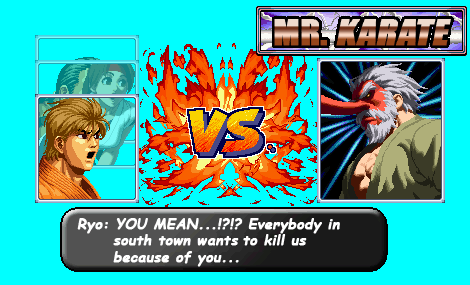 MR. KARATE
VS.
Ryo: YOU MEAN...!?!? Everybody in
south town wants to kill us
because of you...